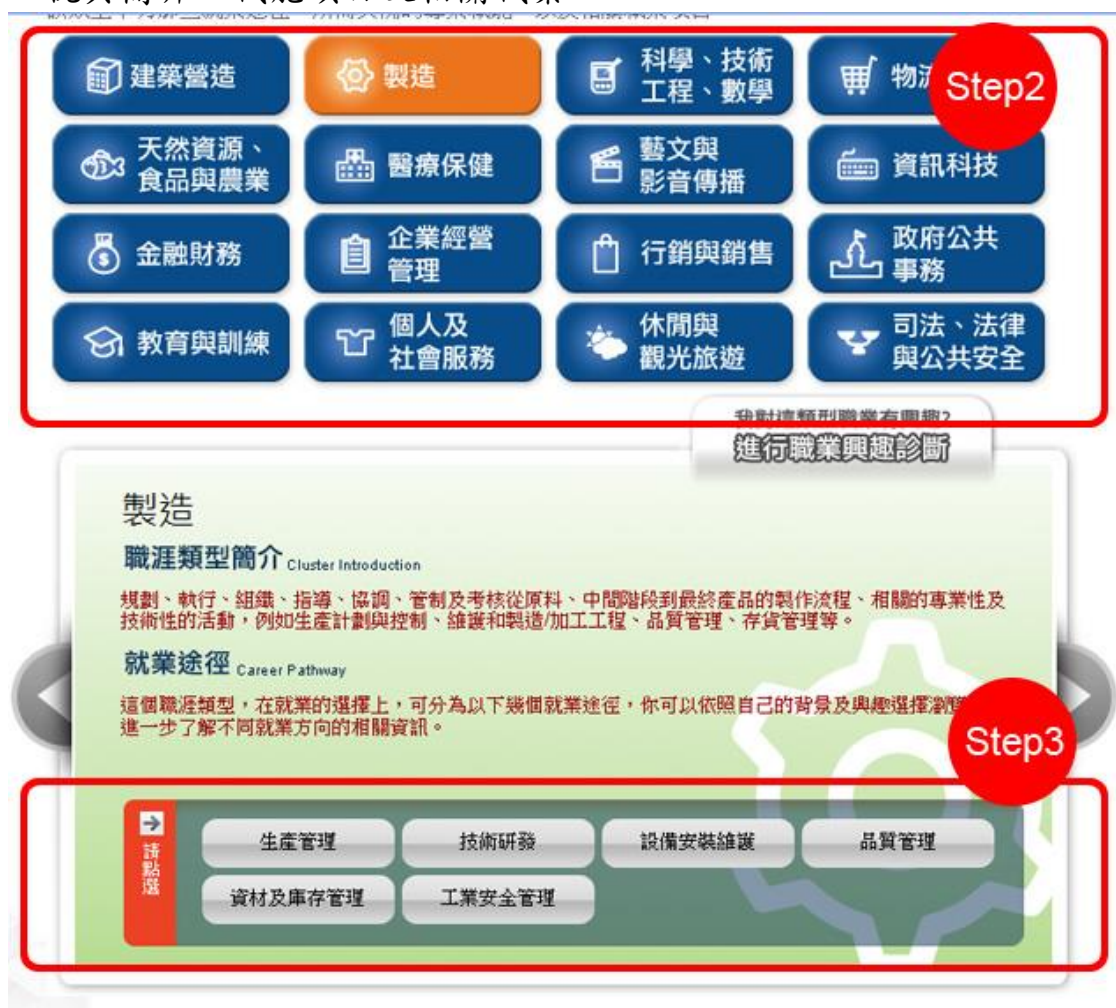 建築營造
製造
科學、技術
工程、數學
物流
Step2
天然資源、
食品與農業
醫療保健
藝文與
影音傳播
資訊科技
金融財務
企業經營
管理
行銷與銷售
政府公共
事務
教育與訓練
個人及
社會服務
休閒與
觀光旅遊
司法、法律
與公共安全
我對這類型職業有興趣?
進行職業興趣診斷
製造
職涯類型簡介 Cluster Introduction
規劃、執行、組織、指導、協調、管制及考核從原料、中間階段到最終產品的製作流程、相關的專業性及
技術性的活動，例如生產計劃與控制、維護和製造/加工工程、品質管理、存貨管理等。
就業途徑 Career Pathway
這個職涯類型，在就業的選擇上，可分為以下幾個就業途徑，你可以依照自己的背景及興趣選擇瀏覽
進一步了解不同就業方向的相關資訊。
Step3
請點選
生產管理
技術研發
設備安裝維護
品質管理
資材及庫存管理
工業安全管理